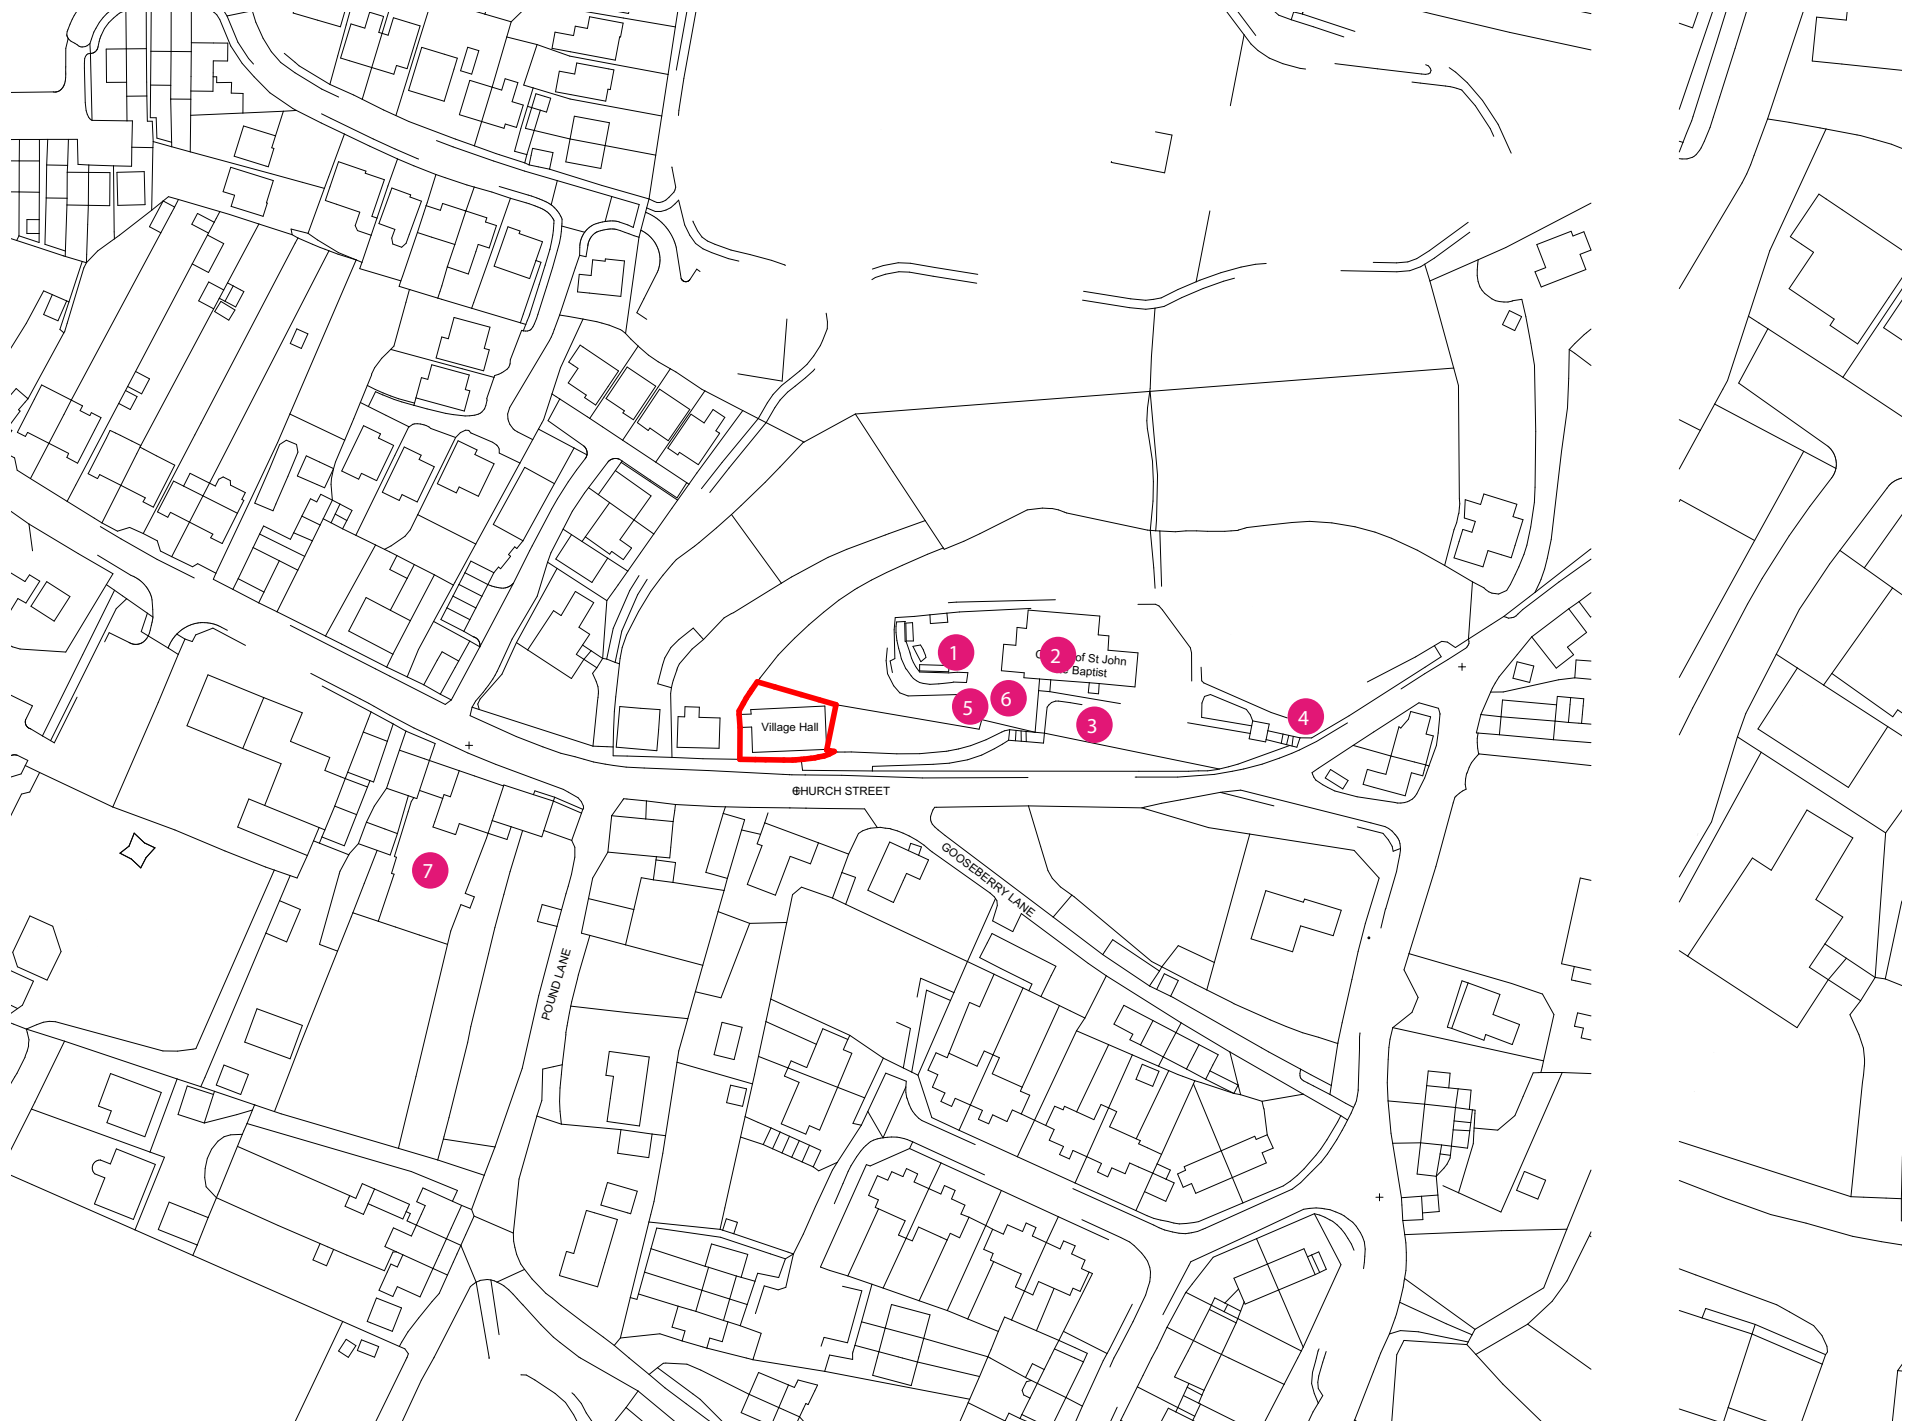 1
2
of St John
Baptist
6
5
3
4
Village Hall
CHURCH STREET
GOOSEBERRY LANE
7
POUND LANE